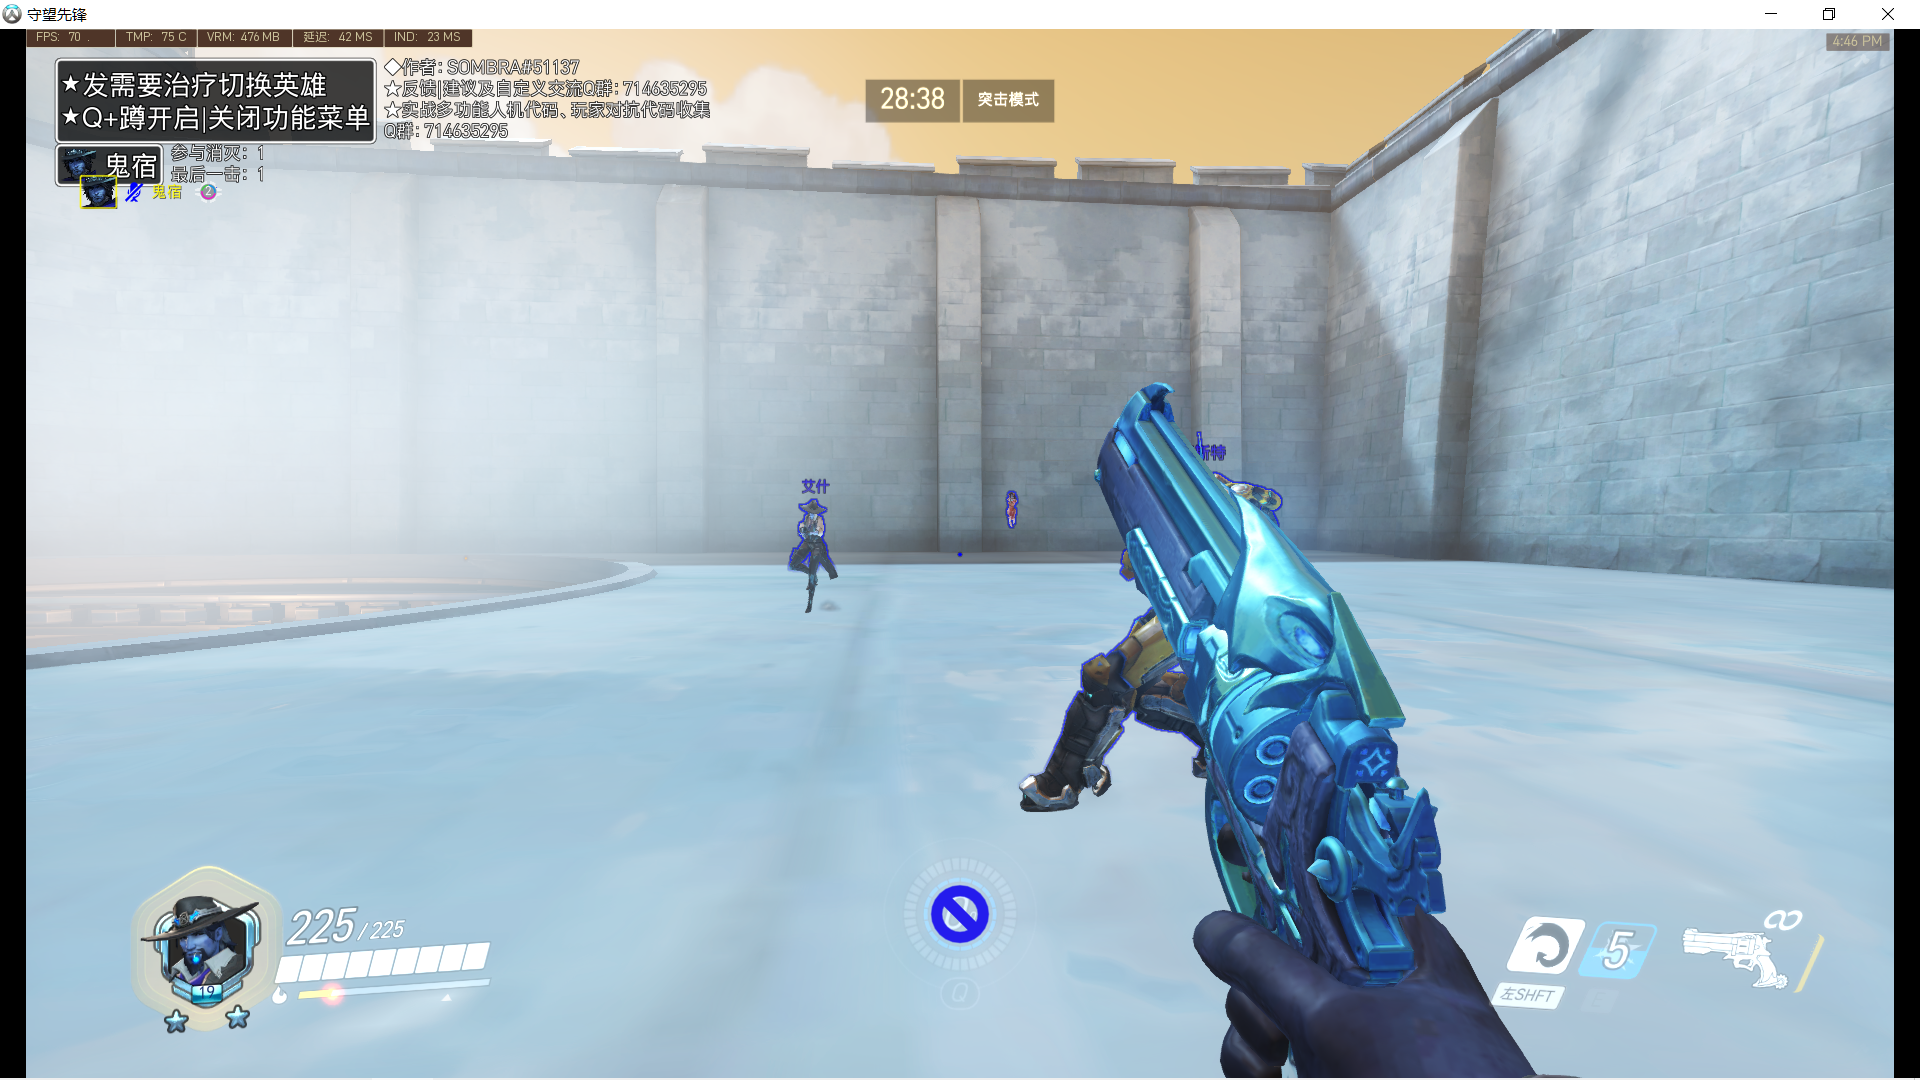 守望先锋
FPS: 70 .
TMP: 75 C
VRM: 476 MB
延迟: 42 MS
IND: 23 MS
4:46 PM
★发需要治疗切换英雄
★Q+蹲开启|关闭功能菜单
◇作者: SOMBRA#51137
★反馈|建议及自定义交流Q群: 714635295
★实战多功能人机代码、玩家对抗代码收集
Q群: 714635295
28:38
突击模式
鬼宿
参与消灭: 1
最后一击: 1
鬼宿
2
艾什
斯特
225/225
19
Q
5
左SHFT
E